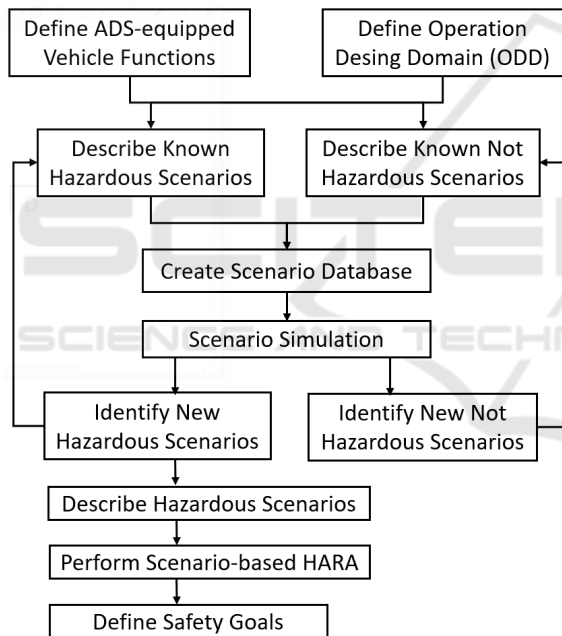 Define ADS-equipped
Vehicle Functions
Define Operation
Desing Domain (ODD)
Describe Known
Hazardous Scenarios
Describe Known Not
Hazardous Scenarios
Create Scenario Database
Scenario Simulation
Identify New
Hazardous Scenarios
Identify New Not
Hazardous Scenarios
Describe Hazardous Scenarios
Perform Scenario-based HARA
Define Safety Goals
SCIENCE AND